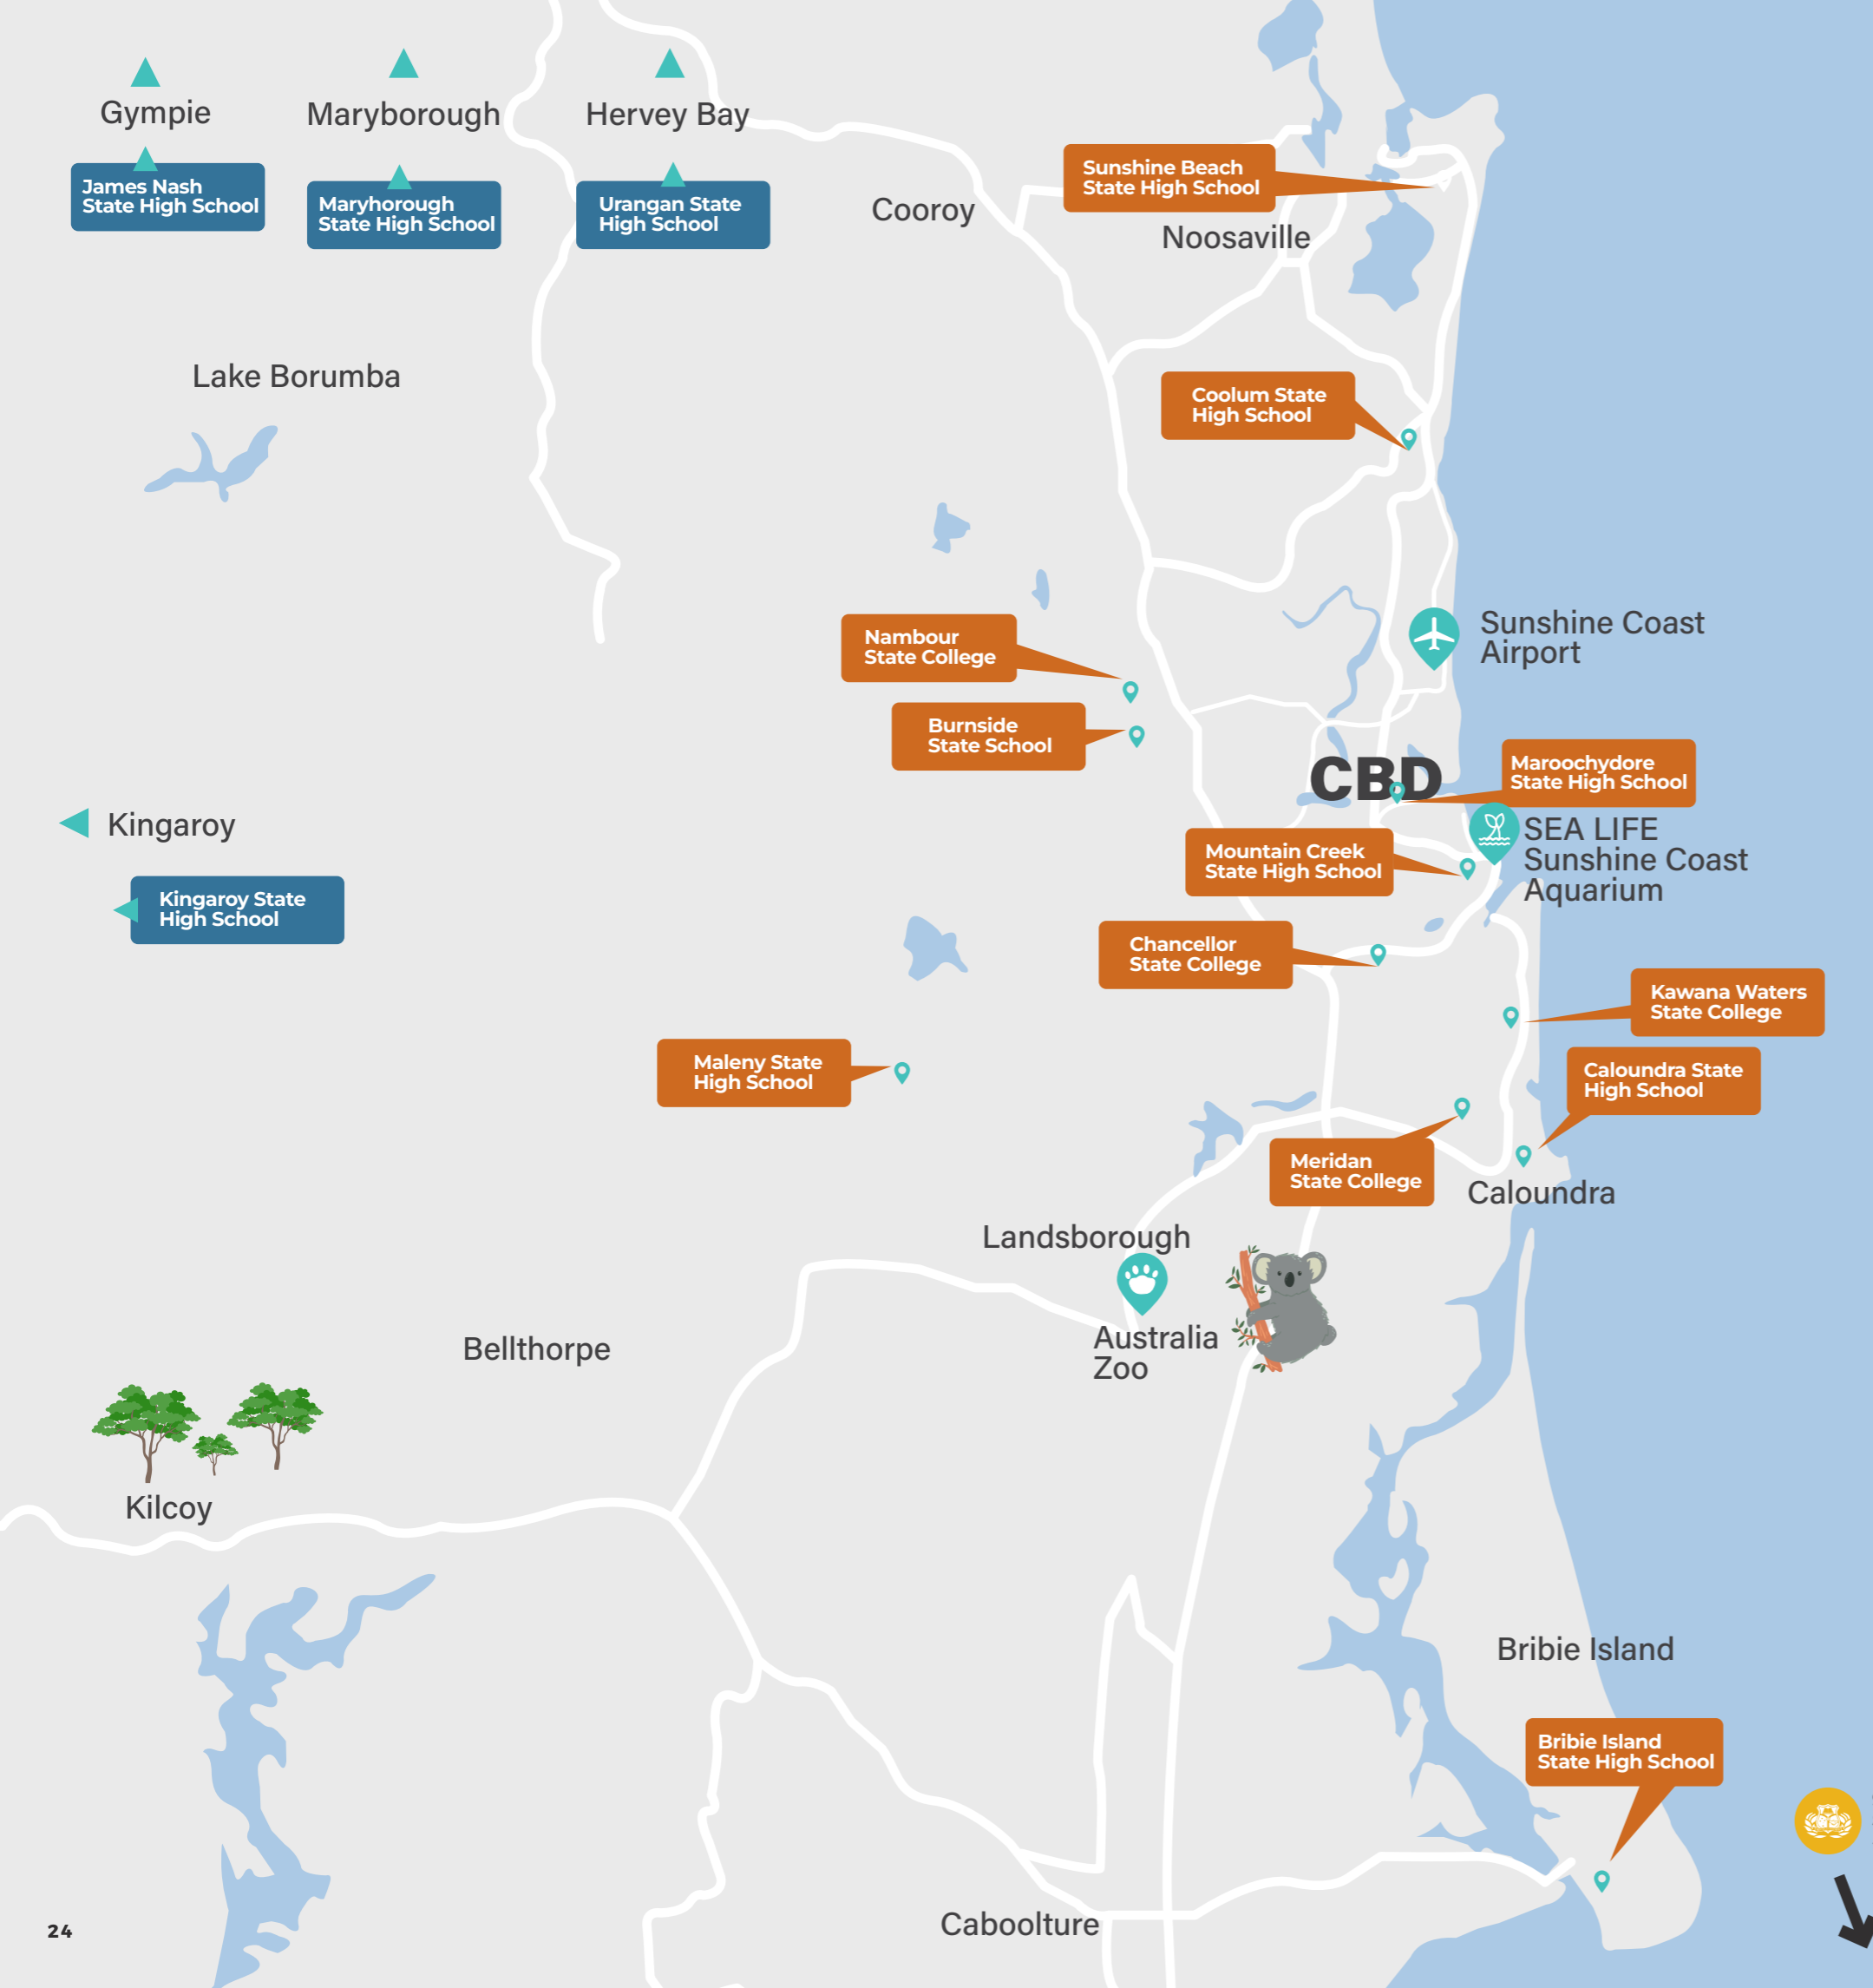 Gympie
Maryborough
Hervey Bay
James Nash
State High School
Maryhorough
State High School
Urangan State
High School
Cooroy
Sunshine Beach
State High School
Noosaville
Lake Borumba
Coolum State
High School
Sunshine Coast
Airport
Nambour
State College
Burnside
State School
CBD
Maroochydore
State High School
SEA LIFE
Sunshine Coast
Aquarium
Kingaroy
Mountain Creek
State High School
Kingaroy State
High School
Chancellor
State College
Kawana Waters
State College
Maleny State
High School
Caloundra State
High School
Meridan
State College
Caloundra
Landsborough
Australia
Zoo
Bellthorpe
Kilcoy
Bribie Island
Bribie Island
State High School
Caboolture
24